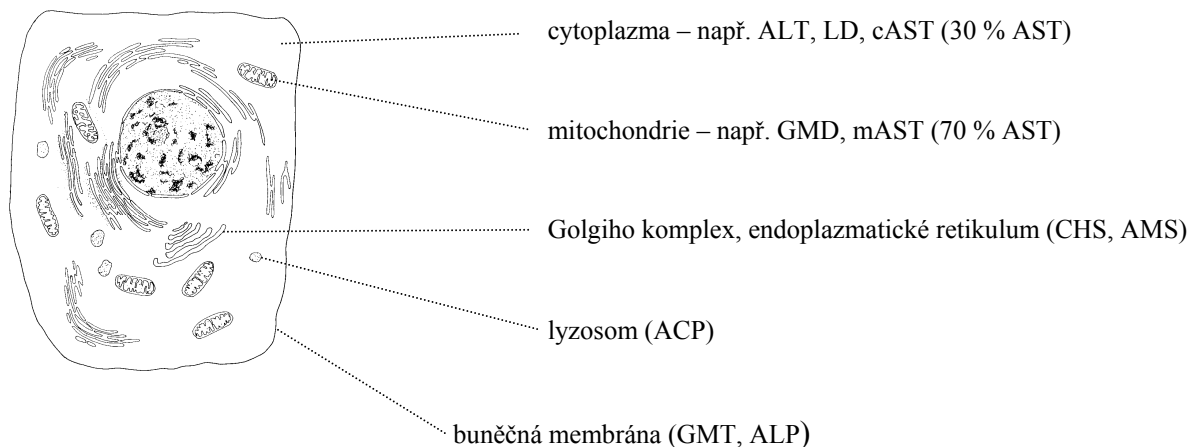 cytoplazma – např. ALT, LD, cAST (30 % AST)
mitochondrie – např. GMD, mAST (70 % AST)
Golgiho komplex, endoplazmatické retikulum (CHS, AMS)
lyzosom (ACP)
buněčná membrána (GMT, ALP)